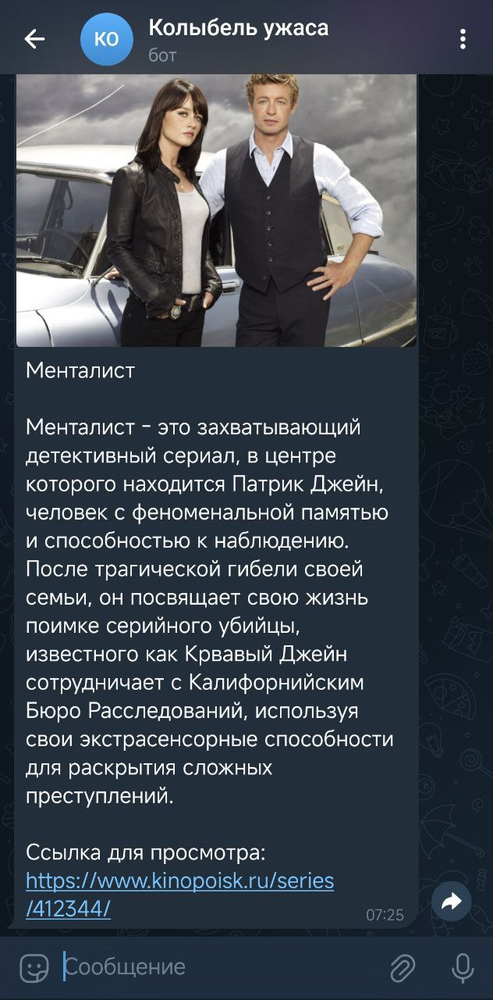 КО
Колыбель ужаса
бот
Менталист
Менталист - это захватывающий
детективный сериал, в центре
которого находится Патрик Джейн,
человек с феноменальной памятью
и способностью к наблюдению.
После трагической гибели своей
семьи, он посвящает свою жизнь
поимке серийного убийцы,
известного как Крвавый Джейн
сотрудничает с Калифорнийским
Бюро Расследований, используя
свои экстрасенсорные способности
для раскрытия сложных
преступлений.
Ссылка для просмотра:
https://www.kinopoisk.ru/series
/412344/
07:25
Сообщение